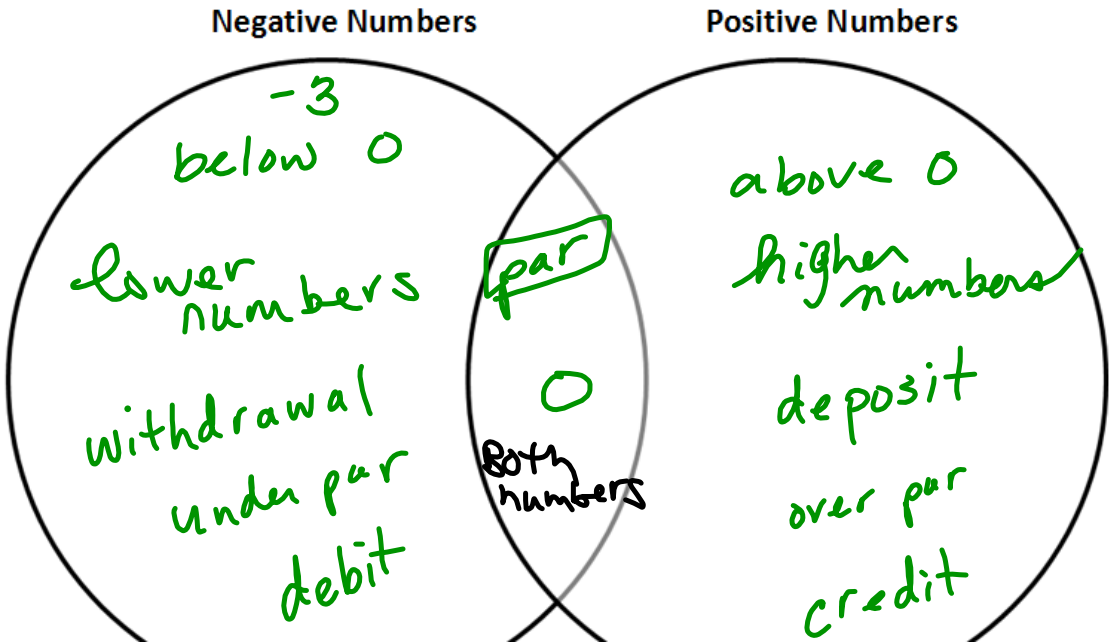 Negative Numbers
Positive Numbers
-3
below 0
lower
numbers
withdrawal
under par
debit
par
0
Both
numbers
above 0
higher
numbers
deposit
over par
credit